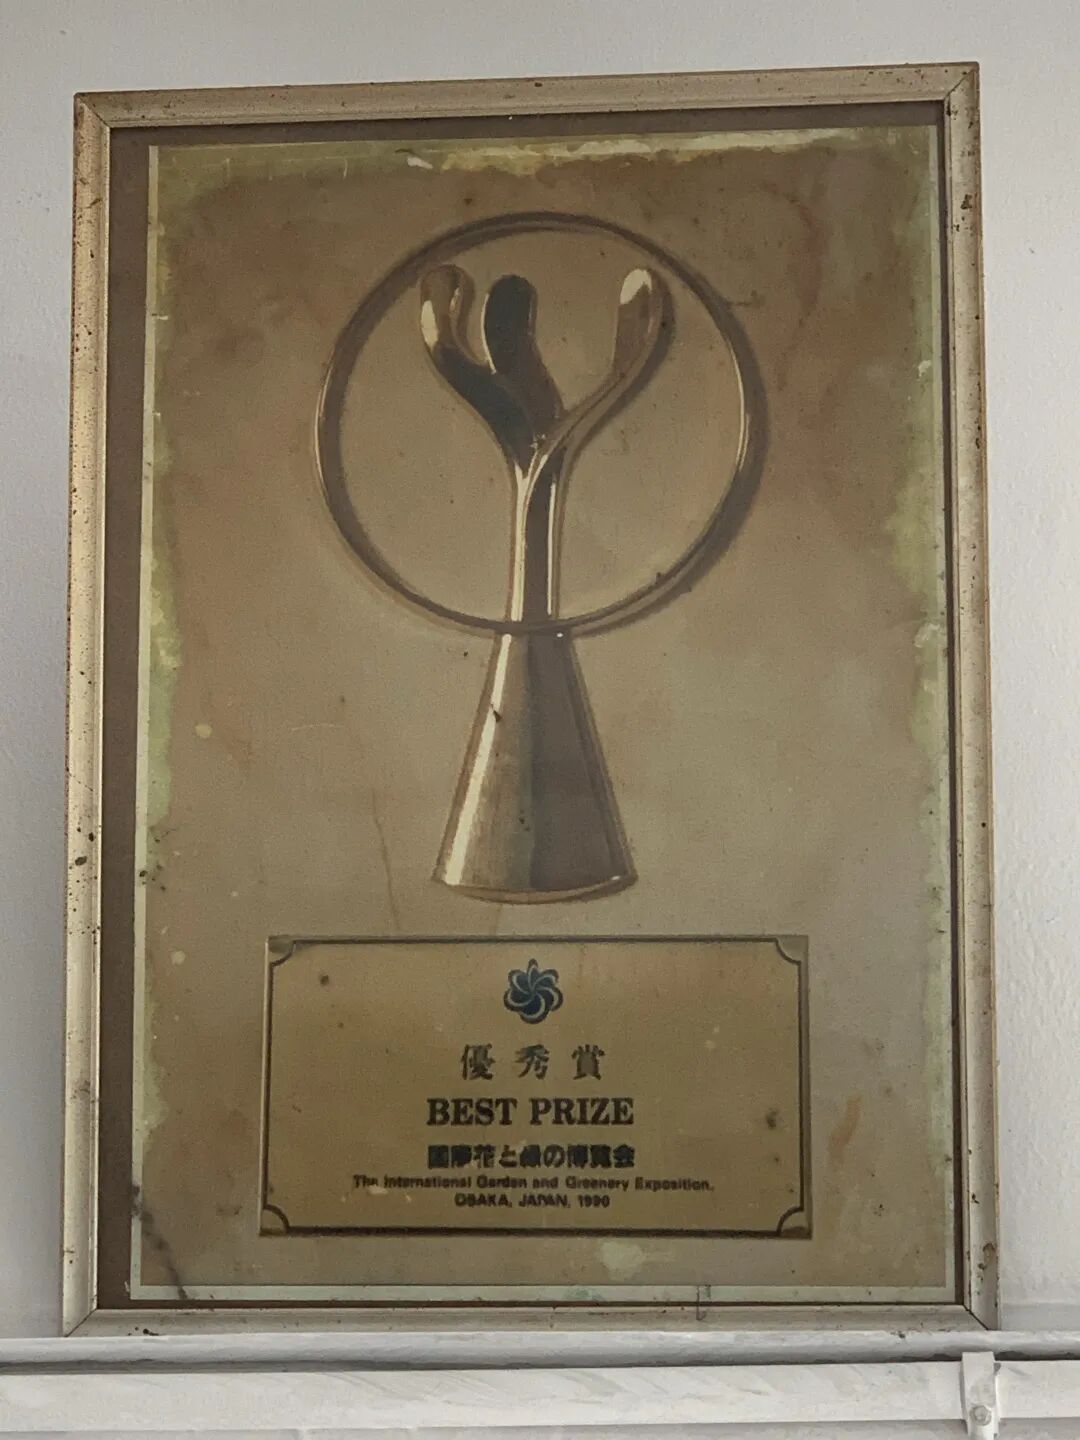 優秀賞
BEST PRIZE
国際花と緑の博覧会
The International Garden and Greenery Exposition,
OSAKA, JAPAN, 1990